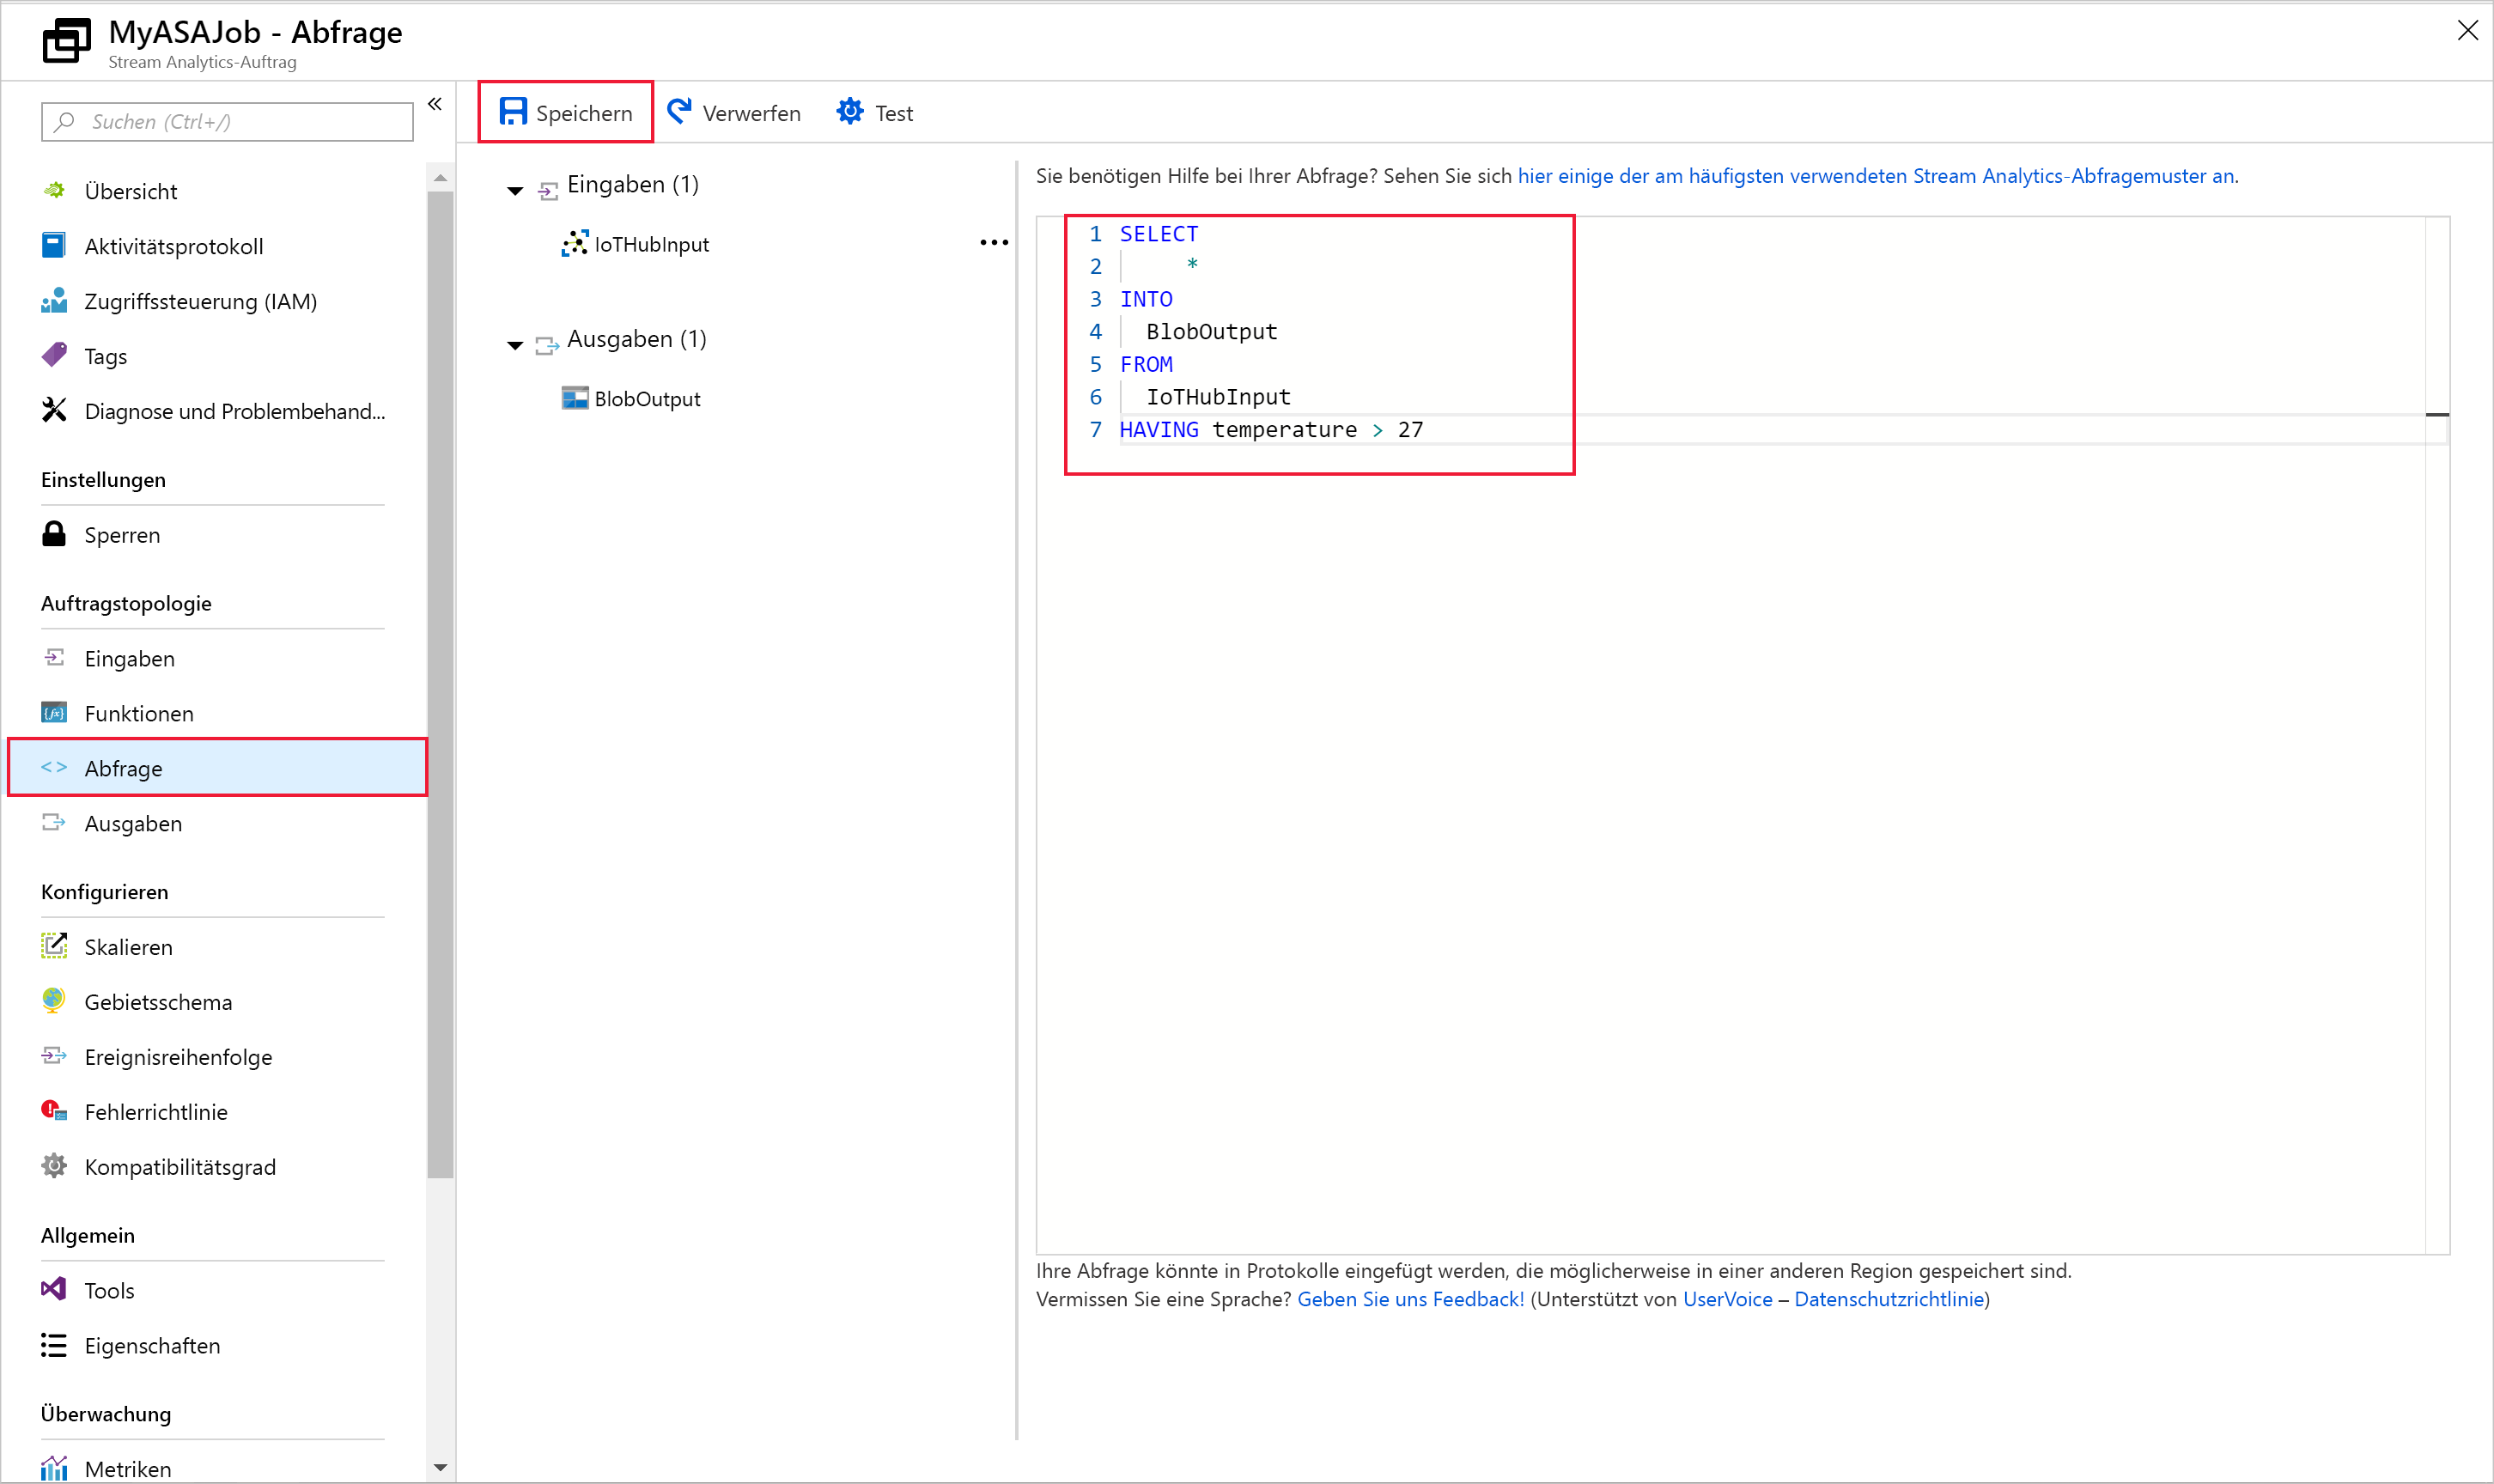 MyASAJob - Abfrage
Stream Analytics-Auftrag
Suchen (Ctrl+/)
«
Übersicht
Aktivitätsprotokoll
Zugriffssteuerung (IAM)
Tags
Diagnose und Problembehand...
Einstellungen
Sperren
Auftragstopologie
Eingaben
Funktionen
Abfrage
Ausgaben
Konfigurieren
Skalieren
Gebietsschema
Ereignisreihenfolge
Fehlerrichtlinie
Kompatibilitätsgrad
Allgemein
Tools
Eigenschaften
Überwachung
Metriken
Speichern
Verwerfen
Test
Eingaben (1)
IoTHubInput
Ausgaben (1)
BlobOutput
Sie benötigen Hilfe bei Ihrer Abfrage? Sehen Sie sich hier einige der am häufigsten verwendeten Stream Analytics-Abfragemuster an.
1 SELECT
2 *
3 INTO
4 BlobOutput
5 FROM
6 IoTHubInput
7 HAVING temperature > 27
Ihre Abfrage könnte in Protokolle eingefügt werden, die möglicherweise in einer anderen Region gespeichert sind.
Vermissen Sie eine Sprache? Geben Sie uns Feedback! (Unterstützt von UserVoice – Datenschutzrichtlinie)